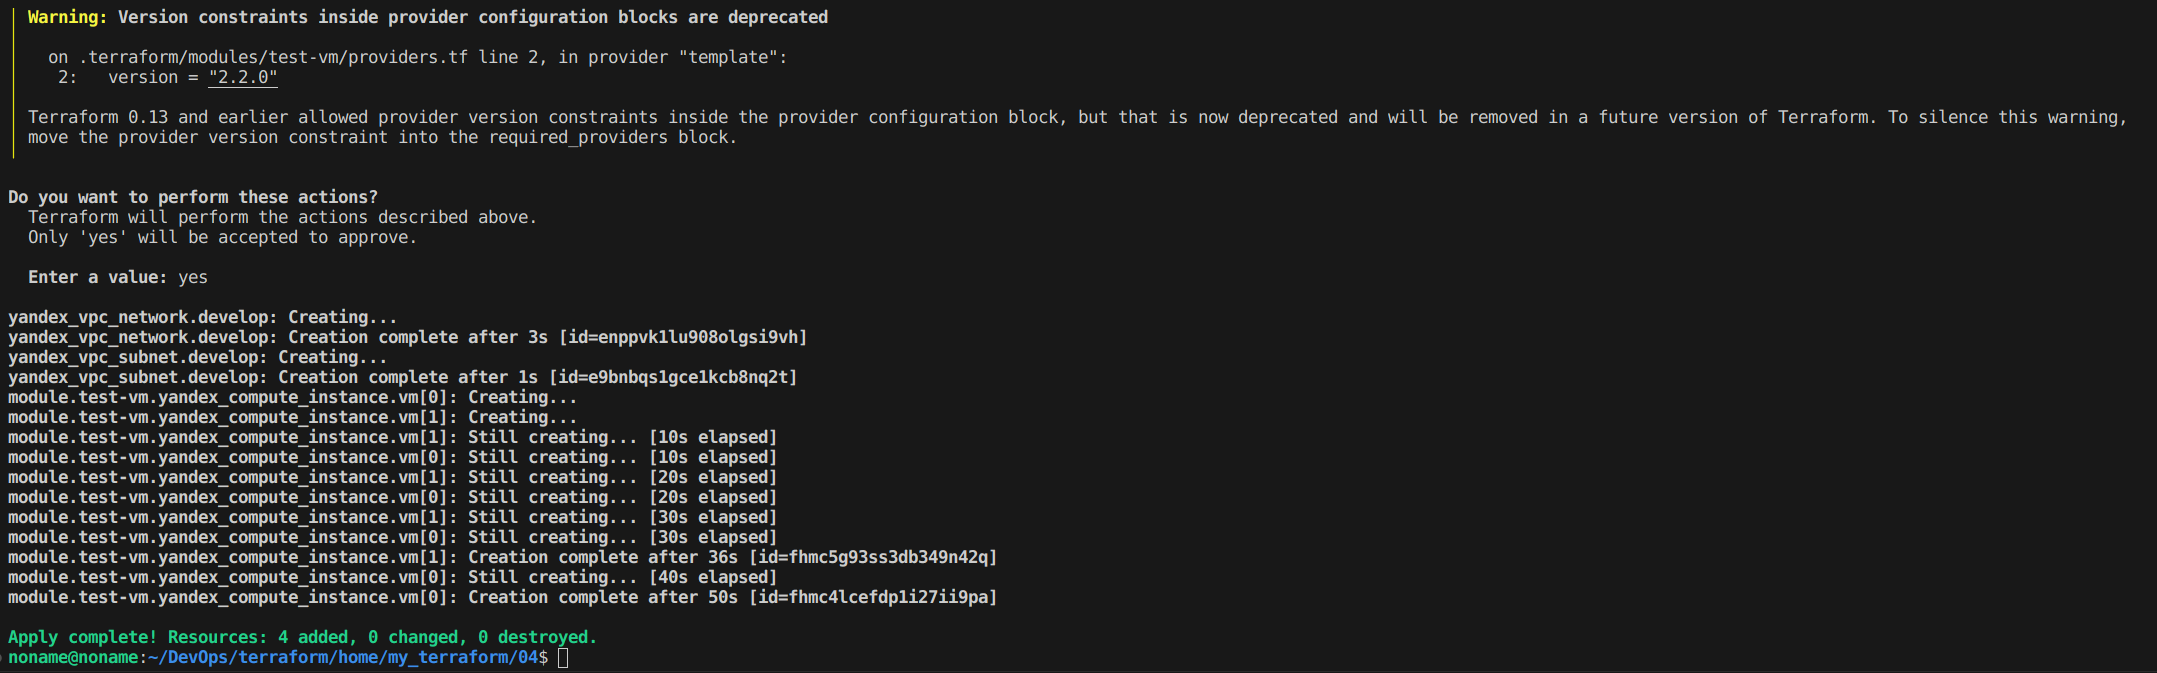 Warning: Version constraints inside provider configuration blocks are deprecated
on .terraform/modules/test-vm/providers.tf line 2, in provider "template":
2: version = "2.2.0"
Terraform 0.13 and earlier allowed provider version constraints inside the provider configuration block, but that is now deprecated and will be removed in a future version of Terraform. To silence this warning,
move the provider version constraint into the required_providers block.
Do you want to perform these actions?
Terraform will perform the actions described above.
Only 'yes' will be accepted to approve.
Enter a value: yes
yandex_vpc_network.develop: Creating...
yandex_vpc_network.develop: Creation complete after 3s [id=enppvk1lu908olgsi9vh]
yandex_vpc_subnet.develop: Creating...
yandex_vpc_subnet.develop: Creation complete after 1s [id=e9bnbqs1gce1kcb8nq2t]
module.test-vm.yandex_compute_instance.vm[0]: Creating...
module.test-vm.yandex_compute_instance.vm[1]: Creating...
module.test-vm.yandex_compute_instance.vm[1]: Still creating... [10s elapsed]
module.test-vm.yandex_compute_instance.vm[0]: Still creating... [10s elapsed]
module.test-vm.yandex_compute_instance.vm[1]: Still creating... [20s elapsed]
module.test-vm.yandex_compute_instance.vm[0]: Still creating... [20s elapsed]
module.test-vm.yandex_compute_instance.vm[1]: Still creating... [30s elapsed]
module.test-vm.yandex_compute_instance.vm[0]: Still creating... [30s elapsed]
module.test-vm.yandex_compute_instance.vm[1]: Creation complete after 36s [id=fhmc5g93ss3db349n42q]
module.test-vm.yandex_compute_instance.vm[0]: Still creating... [40s elapsed]
module.test-vm.yandex_compute_instance.vm[0]: Creation complete after 50s [id=fhmc4lcefdp1i27ii9pa]
Apply complete! Resources: 4 added, 0 changed, 0 destroyed.
noname@noname:~/DevOps/terraform/home/my_terraform/04$